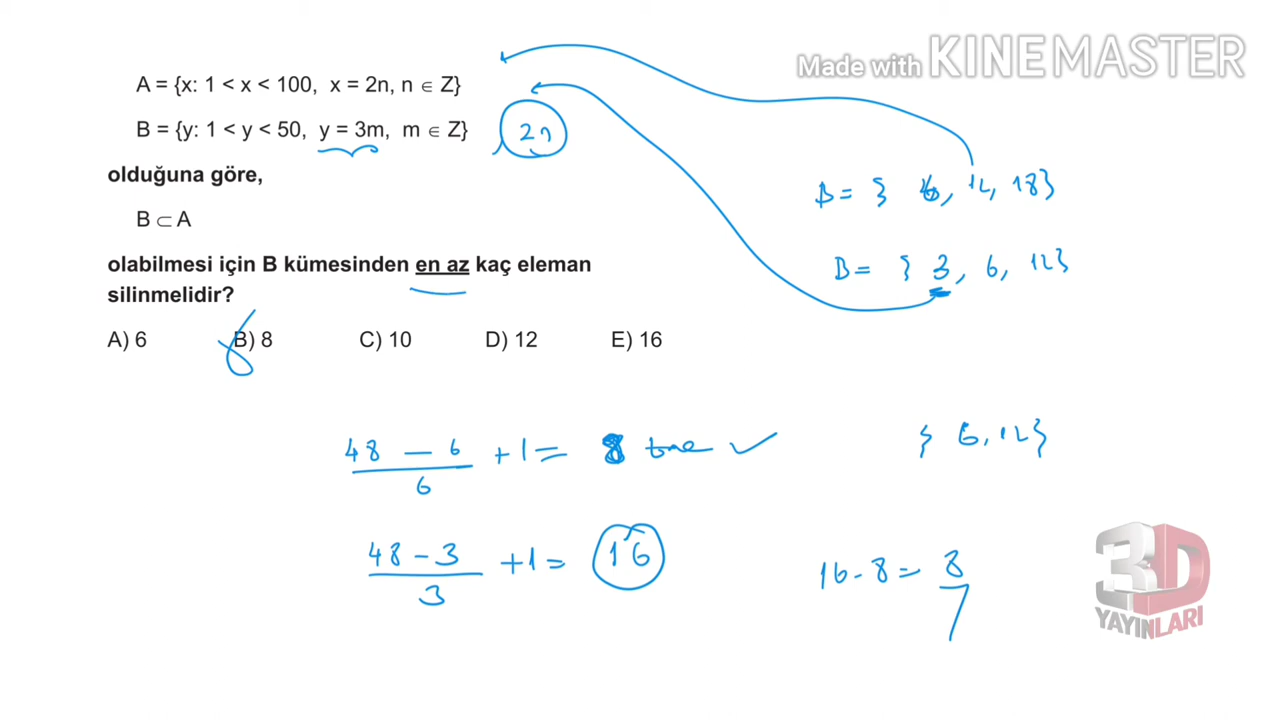 Made with KINEMASTER
A = {x: 1 < x < 100, x = 2n, n ∈ Z}
B = {y: 1 < y < 50, y = 3m, m ∈ Z}
2n
olduğuna göre,
B = { 6, 12, 18}
B ⊂ A
olabilmesi için B kümesinden en az kaç eleman
B = { 3, 6, 12}
silinmelidir?
A) 6 B) 8 C) 10 D) 12 E) 16
48 - 6 / 6 + 1 = 8 tane ✓
{ 6, 12}
48 - 3 / 3 + 1 = 16
16 - 8 = 8
3D
YAYINLARI